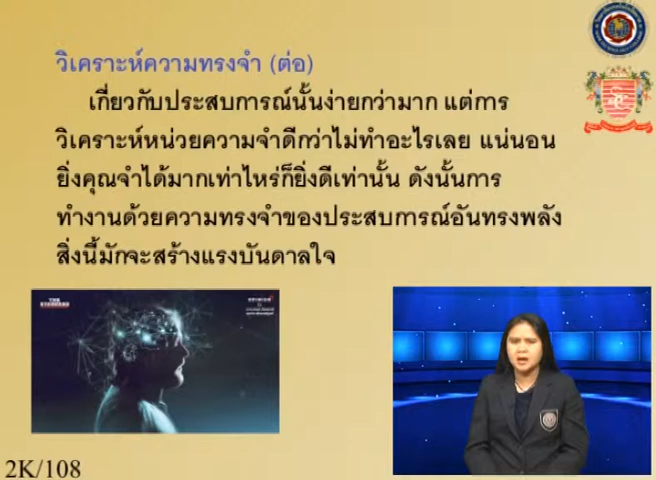 วิเคราะห์ความทรงจำ (ต่อ)
เกี่ยวกับประสบการณ์นั้นง่ายกว่ามาก แต่การ
วิเคราะห์หน่วยความจำดีกว่าไม่ทำอะไรเลย แน่นอน
ยิ่งคุณจำได้มากเท่าไหร่ก็ยิ่งดีเท่านั้น ดังนั้นการ
ทำงานด้วยความทรงจำของประสบการณ์อันทรงพลัง
สิ่งนี้มักจะสร้างแรงบันดาลใจ
THE STANDARD
2K/108